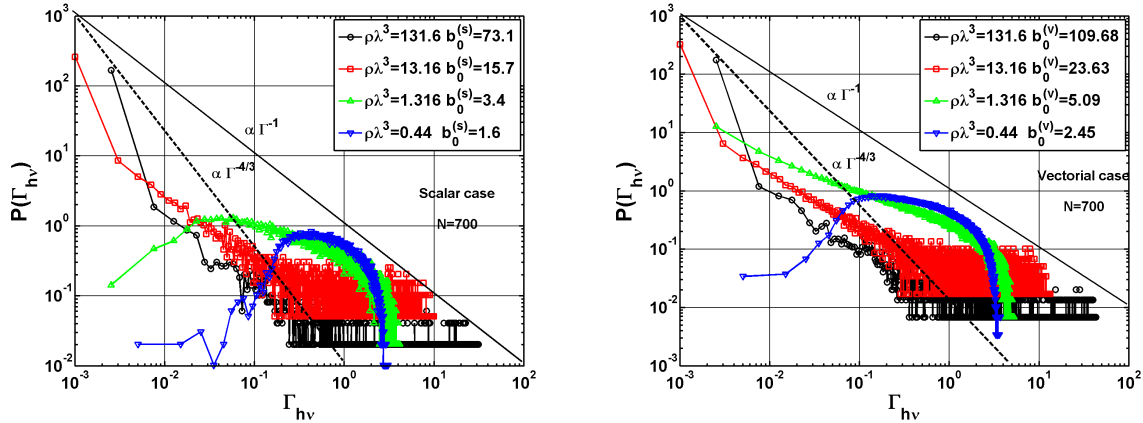 ρλ³=131.6 b₀⁽ˢ⁾=73.1
ρλ³=13.16 b₀⁽ˢ⁾=15.7
ρλ³=1.316 b₀⁽ˢ⁾=3.4
ρλ³=0.44 b₀⁽ˢ⁾=1.6
α Γ⁻¹
α Γ⁻⁴/³
Scalar case
N=700
P(Γhν)
10³
10²
10¹
10⁰
10⁻¹
10⁻²
10⁻³ 10⁻² 10⁻¹ 10⁰ 10¹ 10²
Γhν
ρλ³=131.6 b₀⁽ᵛ⁾=109.68
ρλ³=13.16 b₀⁽ᵛ⁾=23.63
ρλ³=1.316 b₀⁽ᵛ⁾=5.09
ρλ³=0.44 b₀⁽ᵛ⁾=2.45
α Γ⁻¹
α Γ⁻⁴/³
Vectorial case
N=700
P(Γhν)
10³
10²
10¹
10⁰
10⁻¹
10⁻²
10⁻³
10⁻³ 10⁻² 10⁻¹ 10⁰ 10¹ 10²
Γhν